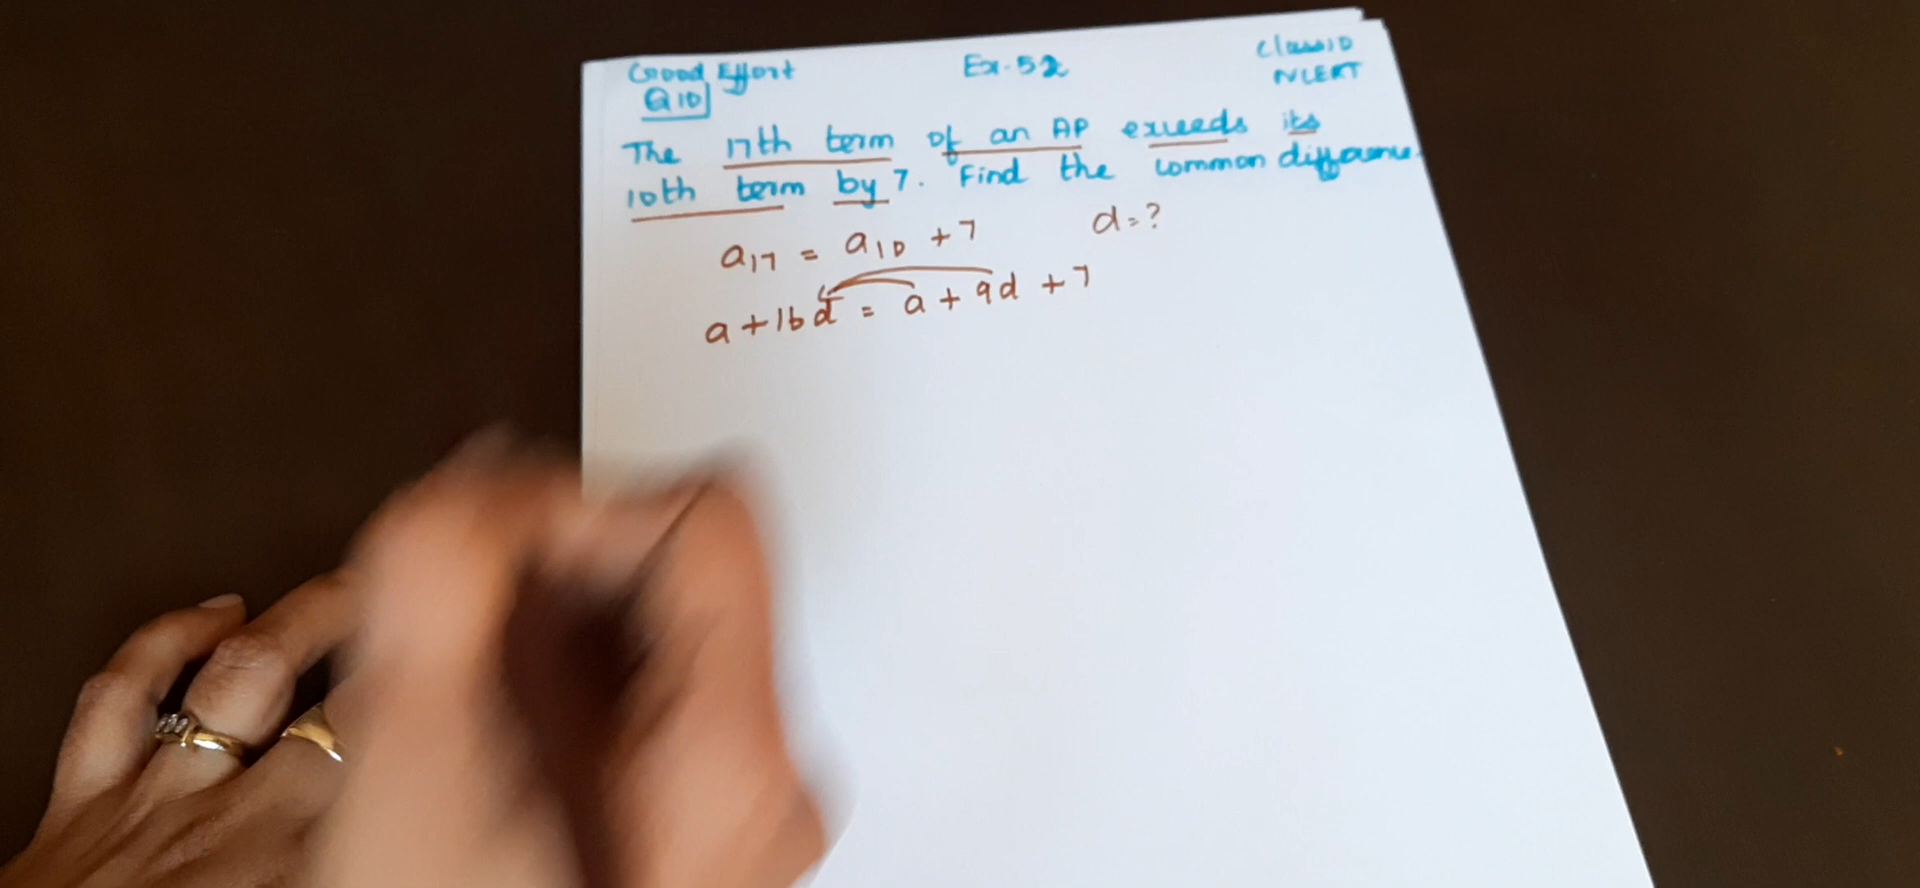 Good Effort Ex-5.2 Class 10
Q10 NCERT
The 17th term of an AP exceeds its
10th term by 7. Find the common difference.
a17 = a10 + 7 d=?
a+16d = a + 9d + 7